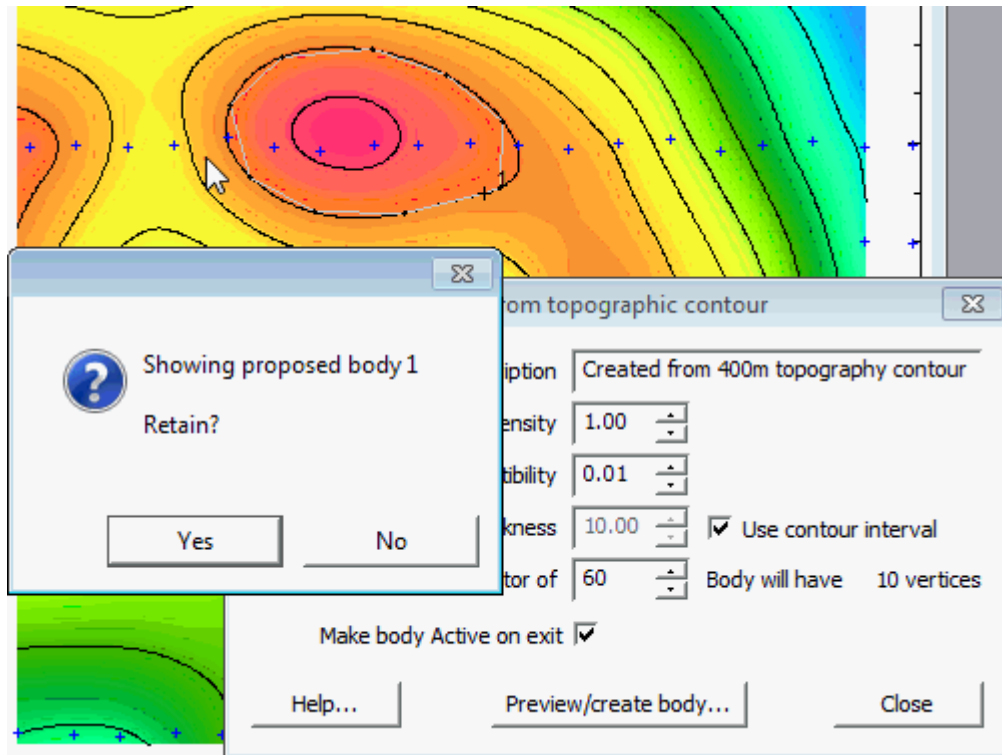 Showing proposed body 1
Retain?
Yes
No
om topographic contour
iption
Created from 400m topography contour
ensity
1.00
tibility
0.01
kness
10.00
Use contour interval
tor of
60
Body will have
10 vertices
Make body Active on exit
Help...
Preview/create body...
Close